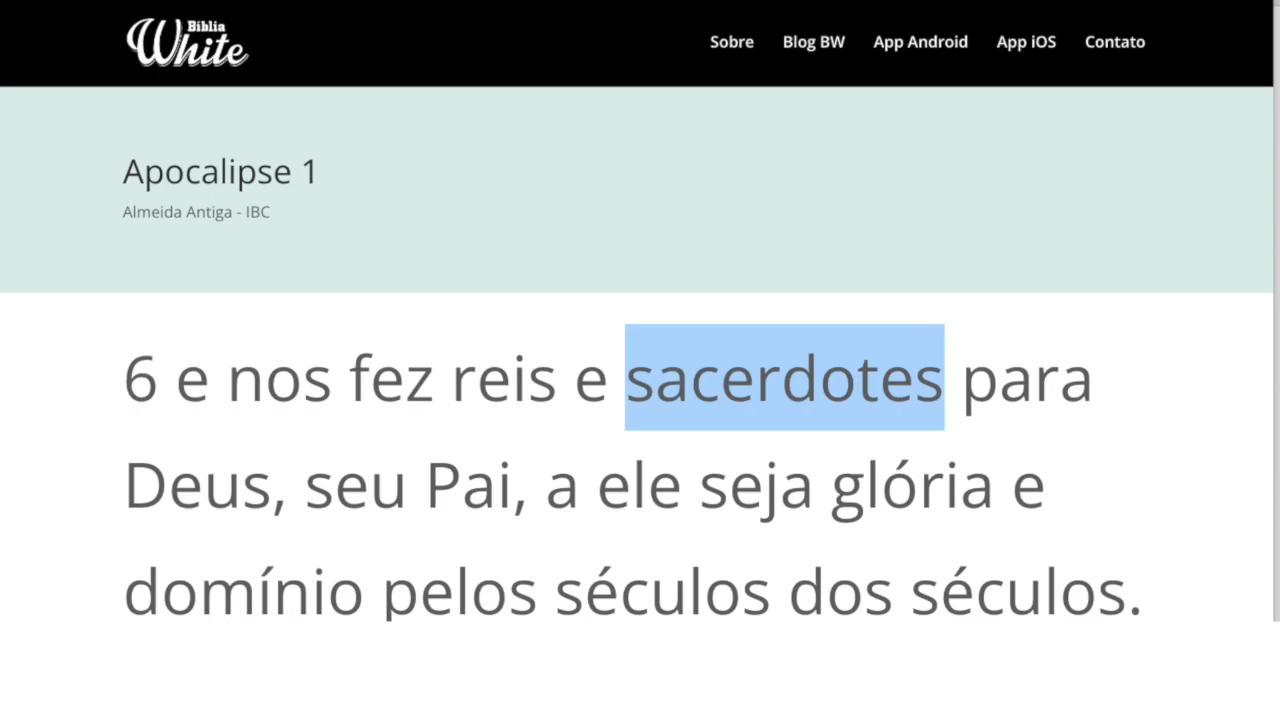 Bíblia
White
Sobre Blog BW App Android App iOS Contato
Apocalipse 1
Almeida Antiga - IBC
6 e nos fez reis e sacerdotes para
Deus, seu Pai, a ele seja glória e
domínio pelos séculos dos séculos.